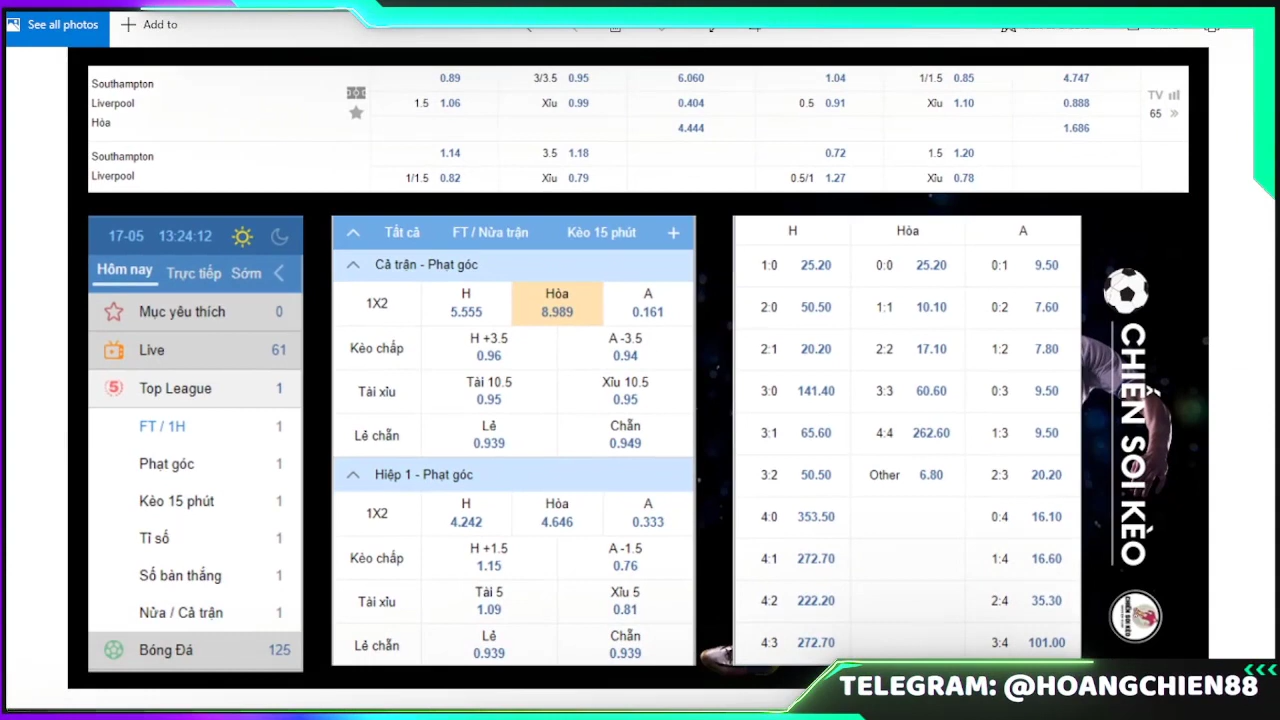 See all photos
Add to
Southampton 0.89 3/3.5 0.95 6.060 1.04 1/1.5 0.85 4.747
Liverpool 1.5 1.06 Xỉu 0.99 0.404 0.5 0.91 Xỉu 1.10 0.888
Hòa 4.444 1.686
TV
65 »
Southampton 1.14 3.5 1.18 0.72 1.5 1.20
Liverpool 1/1.5 0.82 Xỉu 0.79 0.5/1 1.27 Xỉu 0.78
17-05 13:24:12
Hôm nay Trực tiếp Sớm
Mục yêu thích 0
Live 61
5 Top League 1
FT / 1H 1
Phạt góc 1
Kèo 15 phút 1
Tỉ số 1
Số bàn thắng 1
Nửa / Cả trận 1
Bóng Đá 125
Tất cả FT / Nửa trận Kèo 15 phút +
Cả trận - Phạt góc
H Hòa A
1X2 5.555 8.989 0.161
H +3.5 A -3.5
Kèo chấp 0.96 0.94
Tài 10.5 Xỉu 10.5
Tài xỉu 0.95 0.95
Lẻ Chẵn
Lẻ chẵn 0.939 0.949
Hiệp 1 - Phạt góc
H Hòa A
1X2 4.242 4.646 0.333
H +1.5 A -1.5
Kèo chấp 1.15 0.76
Tài 5 Xỉu 5
Tài xỉu 1.09 0.81
Lẻ Chẵn
Lẻ chẵn 0.939 0.939
H Hòa A
1:0 25.20 0:0 25.20 0:1 9.50
2:0 50.50 1:1 10.10 0:2 7.60
2:1 20.20 2:2 17.10 1:2 7.80
3:0 141.40 3:3 60.60 0:3 9.50
3:1 65.60 4:4 262.60 1:3 9.50
3:2 50.50 Other 6.80 2:3 20.20
4:0 353.50 0:4 16.10
4:1 272.70 1:4 16.60
4:2 222.20 2:4 35.30
4:3 272.70 3:4 101.00
CHIẾN SOI KÈO
CHIẾN SOI KÈO
TELEGRAM: @HOANGCHIEN88